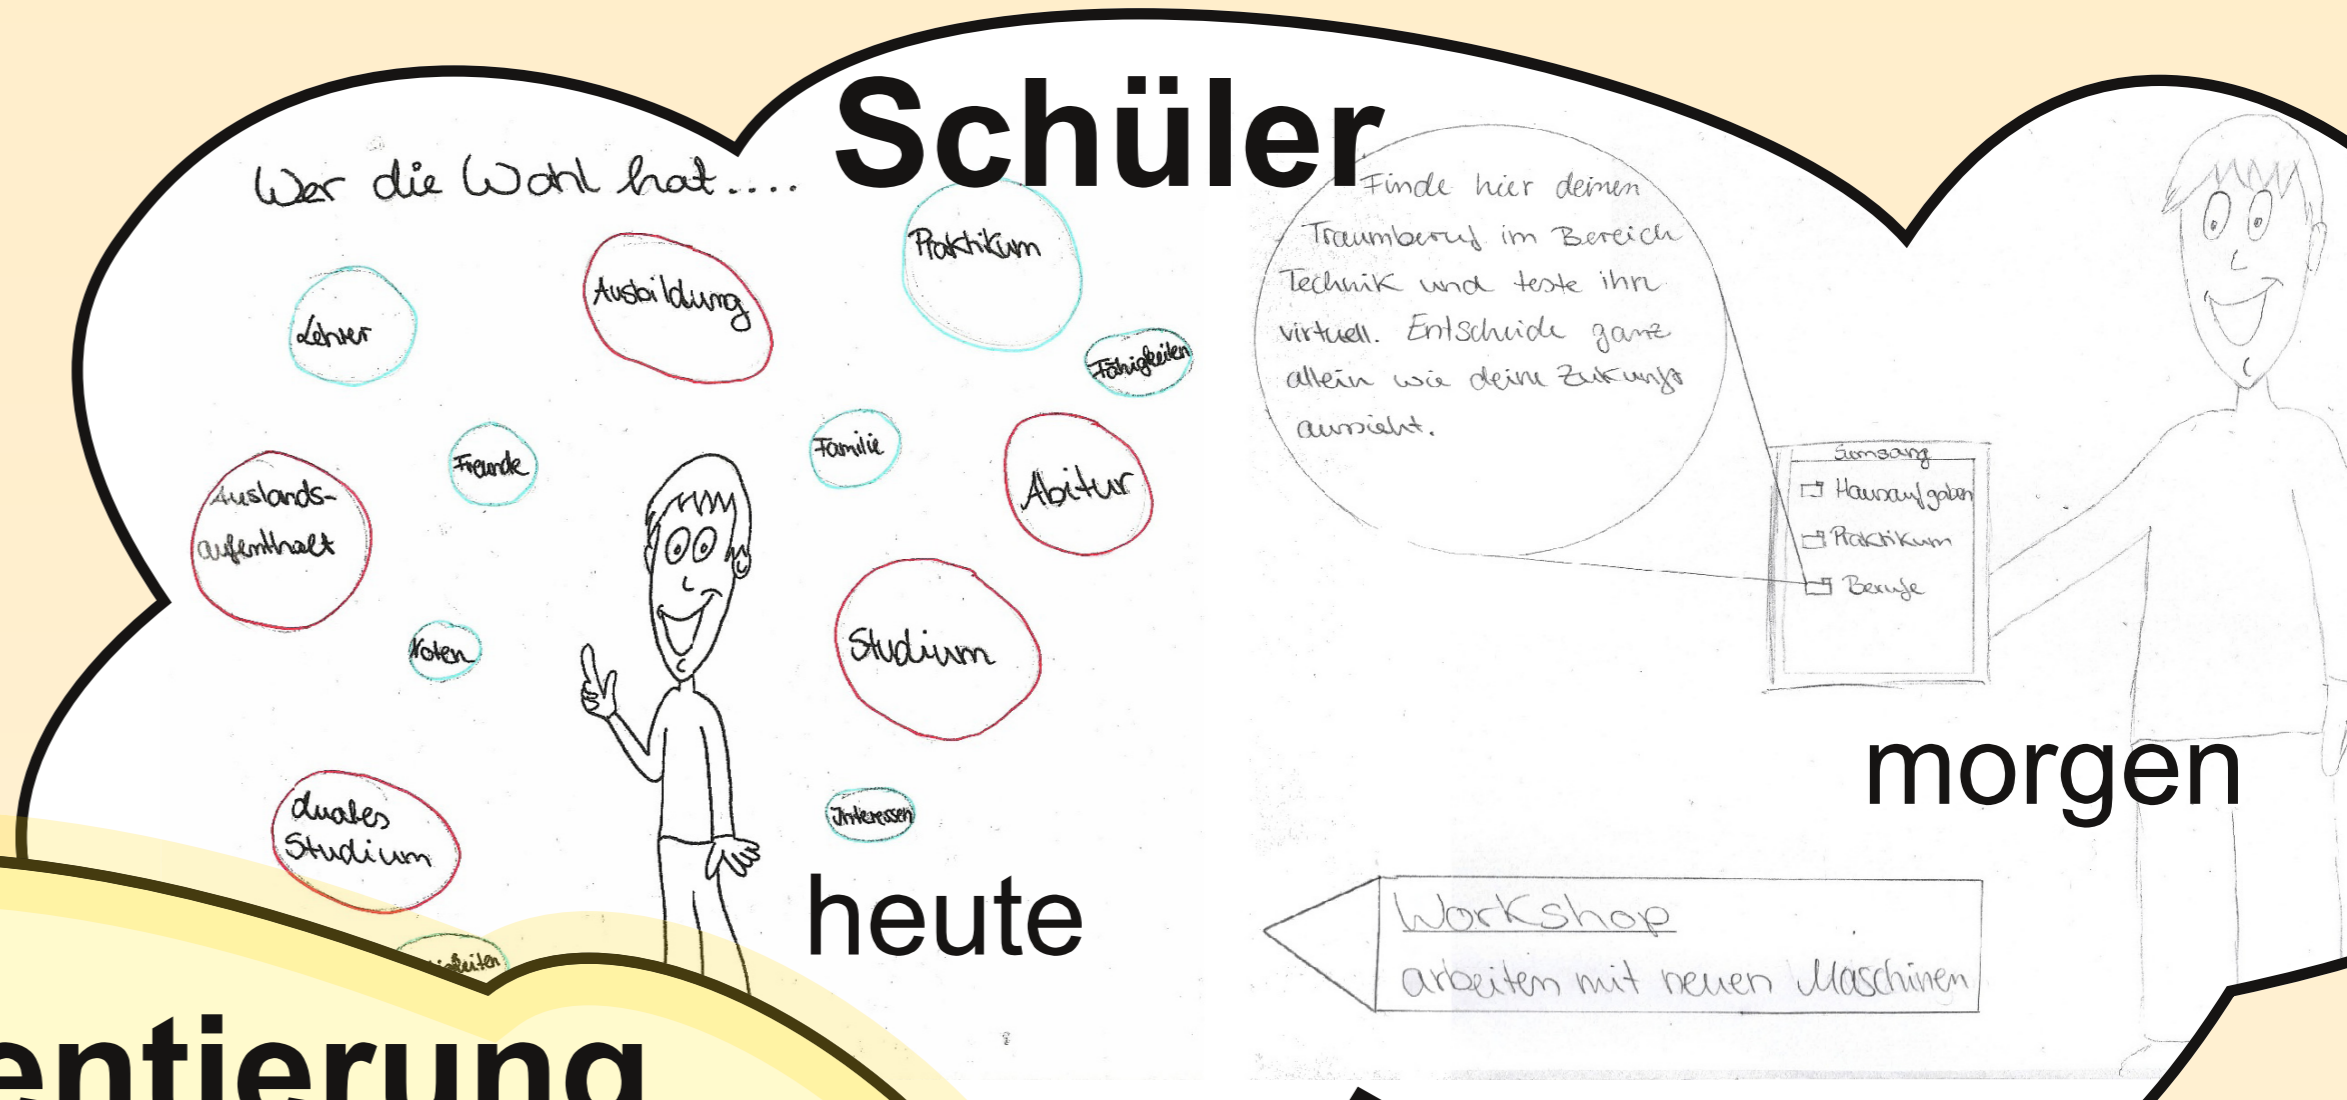 Schüler
Wer die Wahl hat....
Praktikum
Ausbildung
Lehrer
Fähigkeiten
Familie
Freunde
Abitur
Auslands-
aufenthalt
Noten
Studium
duales
Studium
Interessen
heute
Finde hier deinen
Traumberuf im Bereich
Technik und teste ihn
virtuell. Entscheide ganz
allein wie deine Zukunft
aussieht.
Samsang
Hausaufgaben
Praktikum
Berufe
morgen
Workshop
arbeiten mit neuen Maschinen
entierung